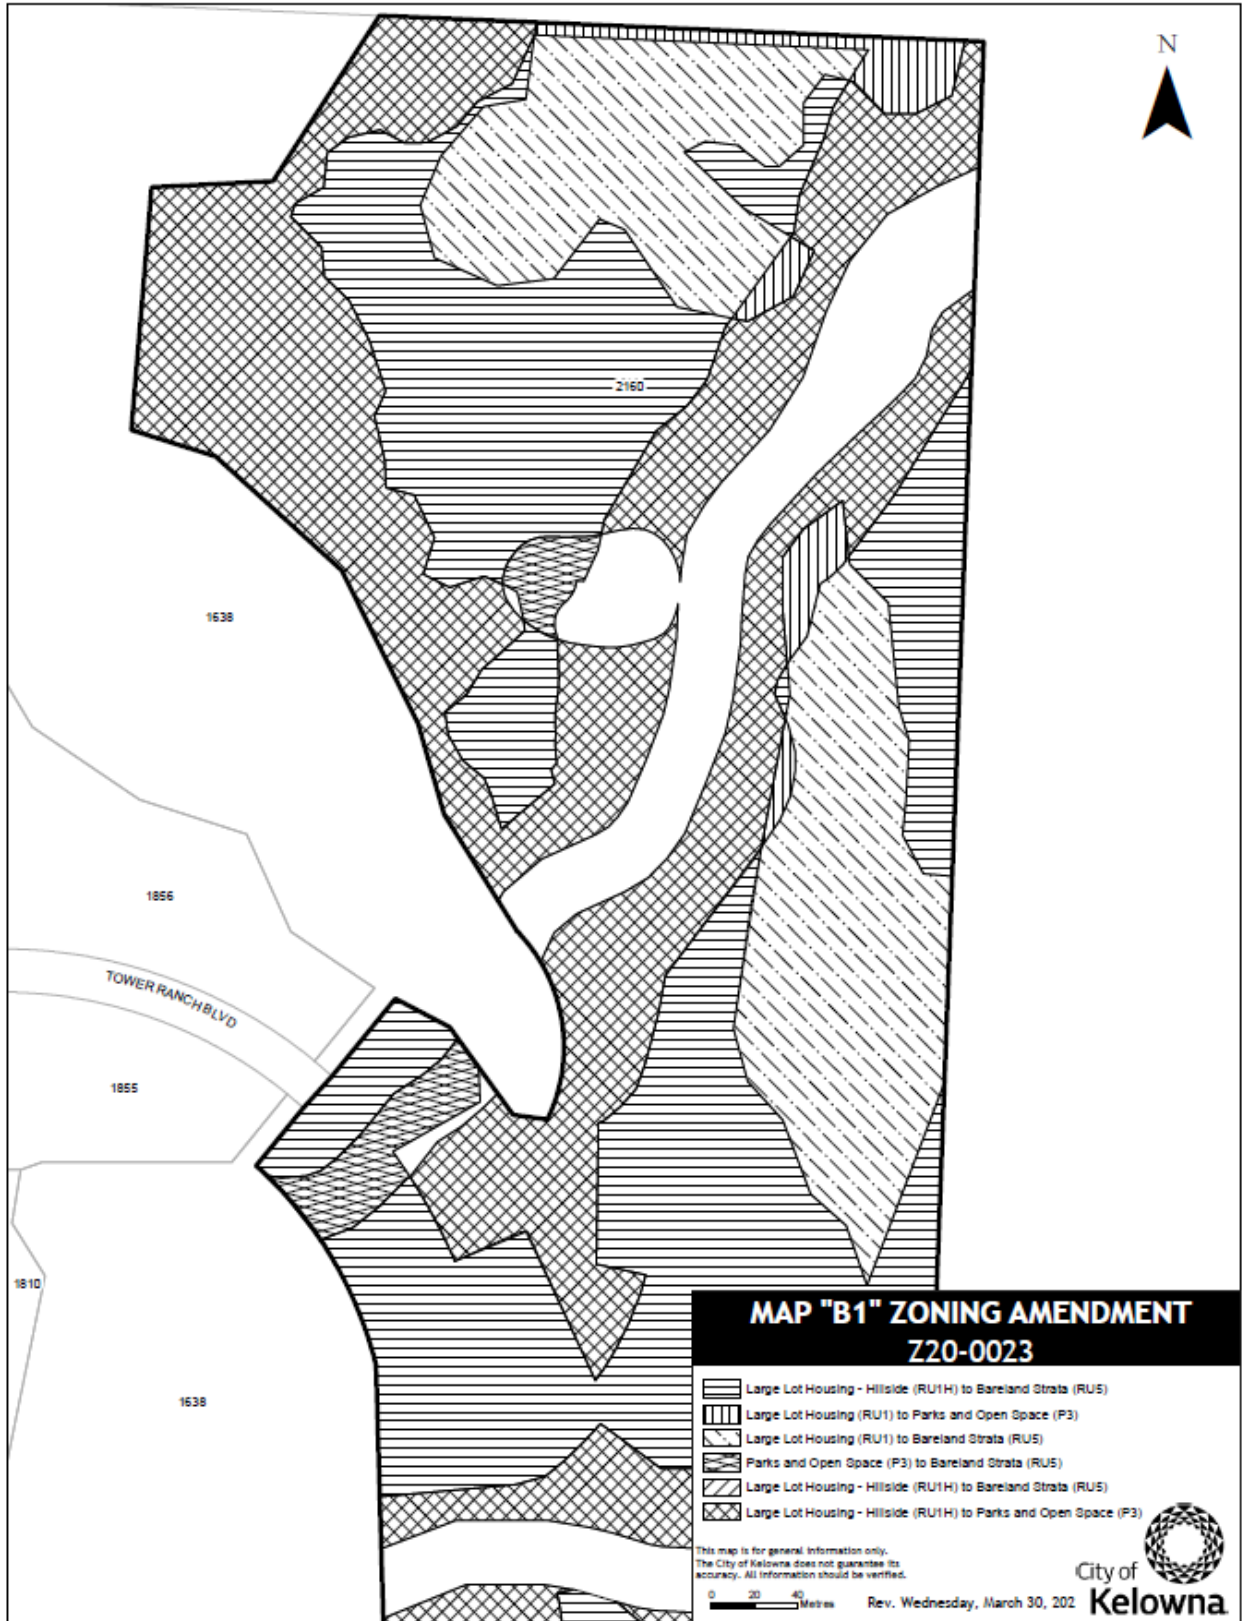 N
2160
1638
1856
TOWER RANCH BLVD
1855
1810
1638
MAP "B1" ZONING AMENDMENT
Z20-0023
Large Lot Housing - Hillside (RU1H) to Bareland Strata (RU5)
Large Lot Housing (RU1) to Parks and Open Space (P3)
Large Lot Housing (RU1) to Bareland Strata (RU5)
Parks and Open Space (P3) to Bareland Strata (RU5)
Large Lot Housing - Hillside (RU1H) to Bareland Strata (RU5)
Large Lot Housing - Hillside (RU1H) to Parks and Open Space (P3)
This map is for general information only.
The City of Kelowna does not guarantee its
accuracy. All information should be verified.
0 20 40
Metres
Rev. Wednesday, March 30, 202
City of
Kelowna